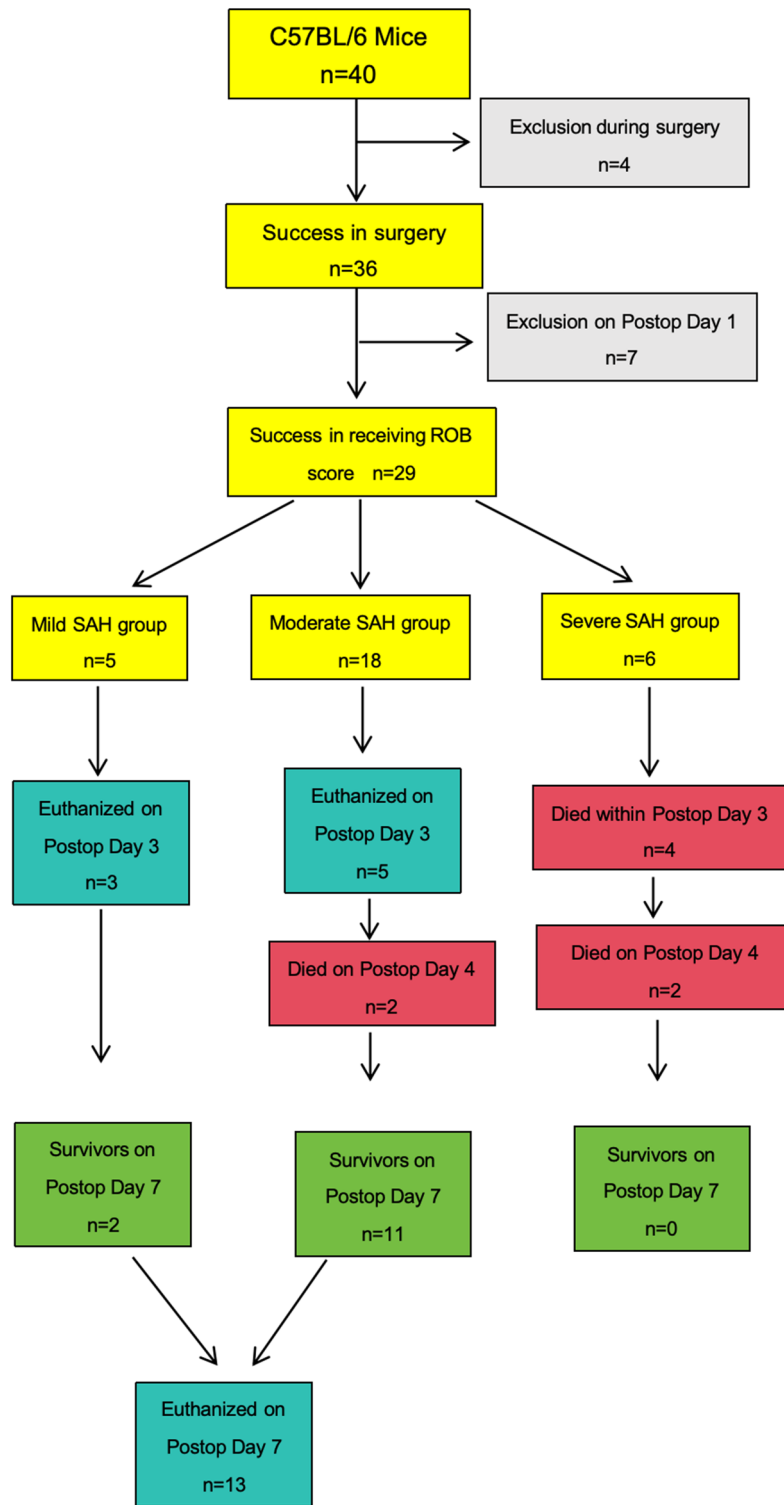 C57BL/6 Mice
n=40
Exclusion during surgery
n=4
Success in surgery
n=36
Exclusion on Postop Day 1
n=7
Success in receiving ROB
score n=29
Mild SAH group
n=5
Moderate SAH group
n=18
Severe SAH group
n=6
Euthanized on
Postop Day 3
n=3
Euthanized on
Postop Day 3
n=5
Died within Postop Day 3
n=4
Died on Postop Day 4
n=2
Died on Postop Day 4
n=2
Survivors on
Postop Day 7
n=2
Survivors on
Postop Day 7
n=11
Survivors on
Postop Day 7
n=0
Euthanized on
Postop Day 7
n=13